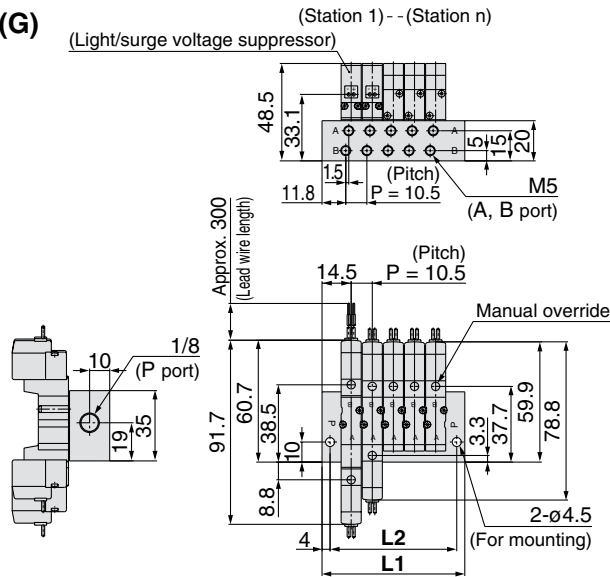 (G)
(Station 1) - - (Station n)
(Light/surge voltage suppressor)
48.5
33.1
A
A
B
B
5
15
20
1.5
(Pitch)
11.8
P = 10.5
M5
(A, B port)
Approx. 300
(Lead wire length)
(Pitch)
14.5
P = 10.5
Manual override
1/8
(P port)
10
35
19
91.7
60.7
38.5
10
8.8
B B B B
P
P
A A A A A
3.3
37.7
59.9
78.8
2-ø4.5
(For mounting)
4
L2
L1